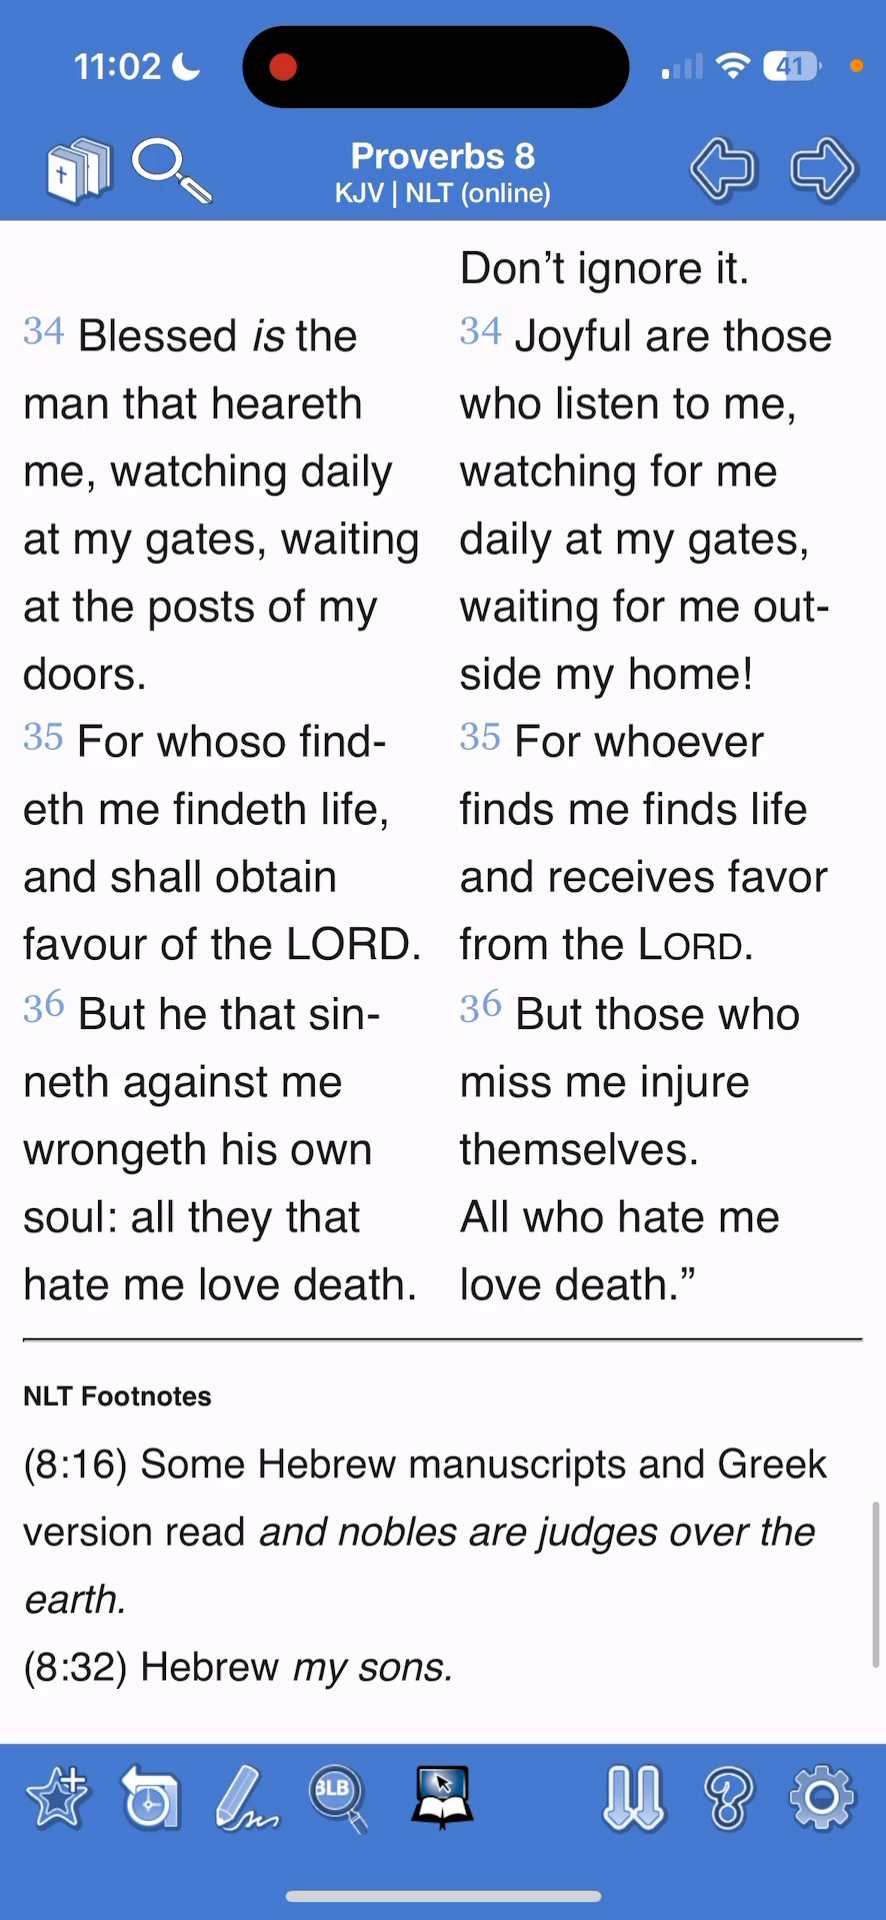 11:02
41
Proverbs 8
KJV | NLT (online)
34 Blessed is the
man that heareth
me, watching daily
at my gates, waiting
at the posts of my
doors.
35 For whoso find-
eth me findeth life,
and shall obtain
favour of the LORD.
36 But he that sin-
neth against me
wrongeth his own
soul: all they that
hate me love death.
Don’t ignore it.
34 Joyful are those
who listen to me,
watching for me
daily at my gates,
waiting for me out-
side my home!
35 For whoever
finds me finds life
and receives favor
from the LORD.
36 But those who
miss me injure
themselves.
All who hate me
love death.”
NLT Footnotes
(8:16) Some Hebrew manuscripts and Greek
version read and nobles are judges over the
earth.
(8:32) Hebrew my sons.
BLB